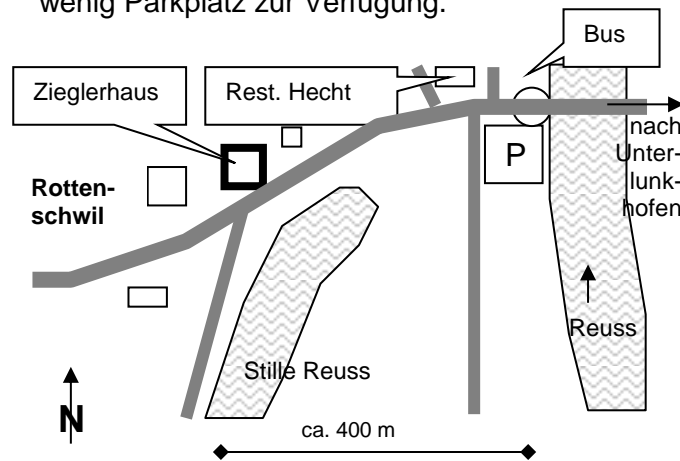 wenig Parkplatz zur Verfügung.
Bus
Zieglerhaus
Rest. Hecht
nach
Unter-
lunk-
hofen
P
Rotten-
schwil
Reuss
Stille Reuss
N
ca. 400 m